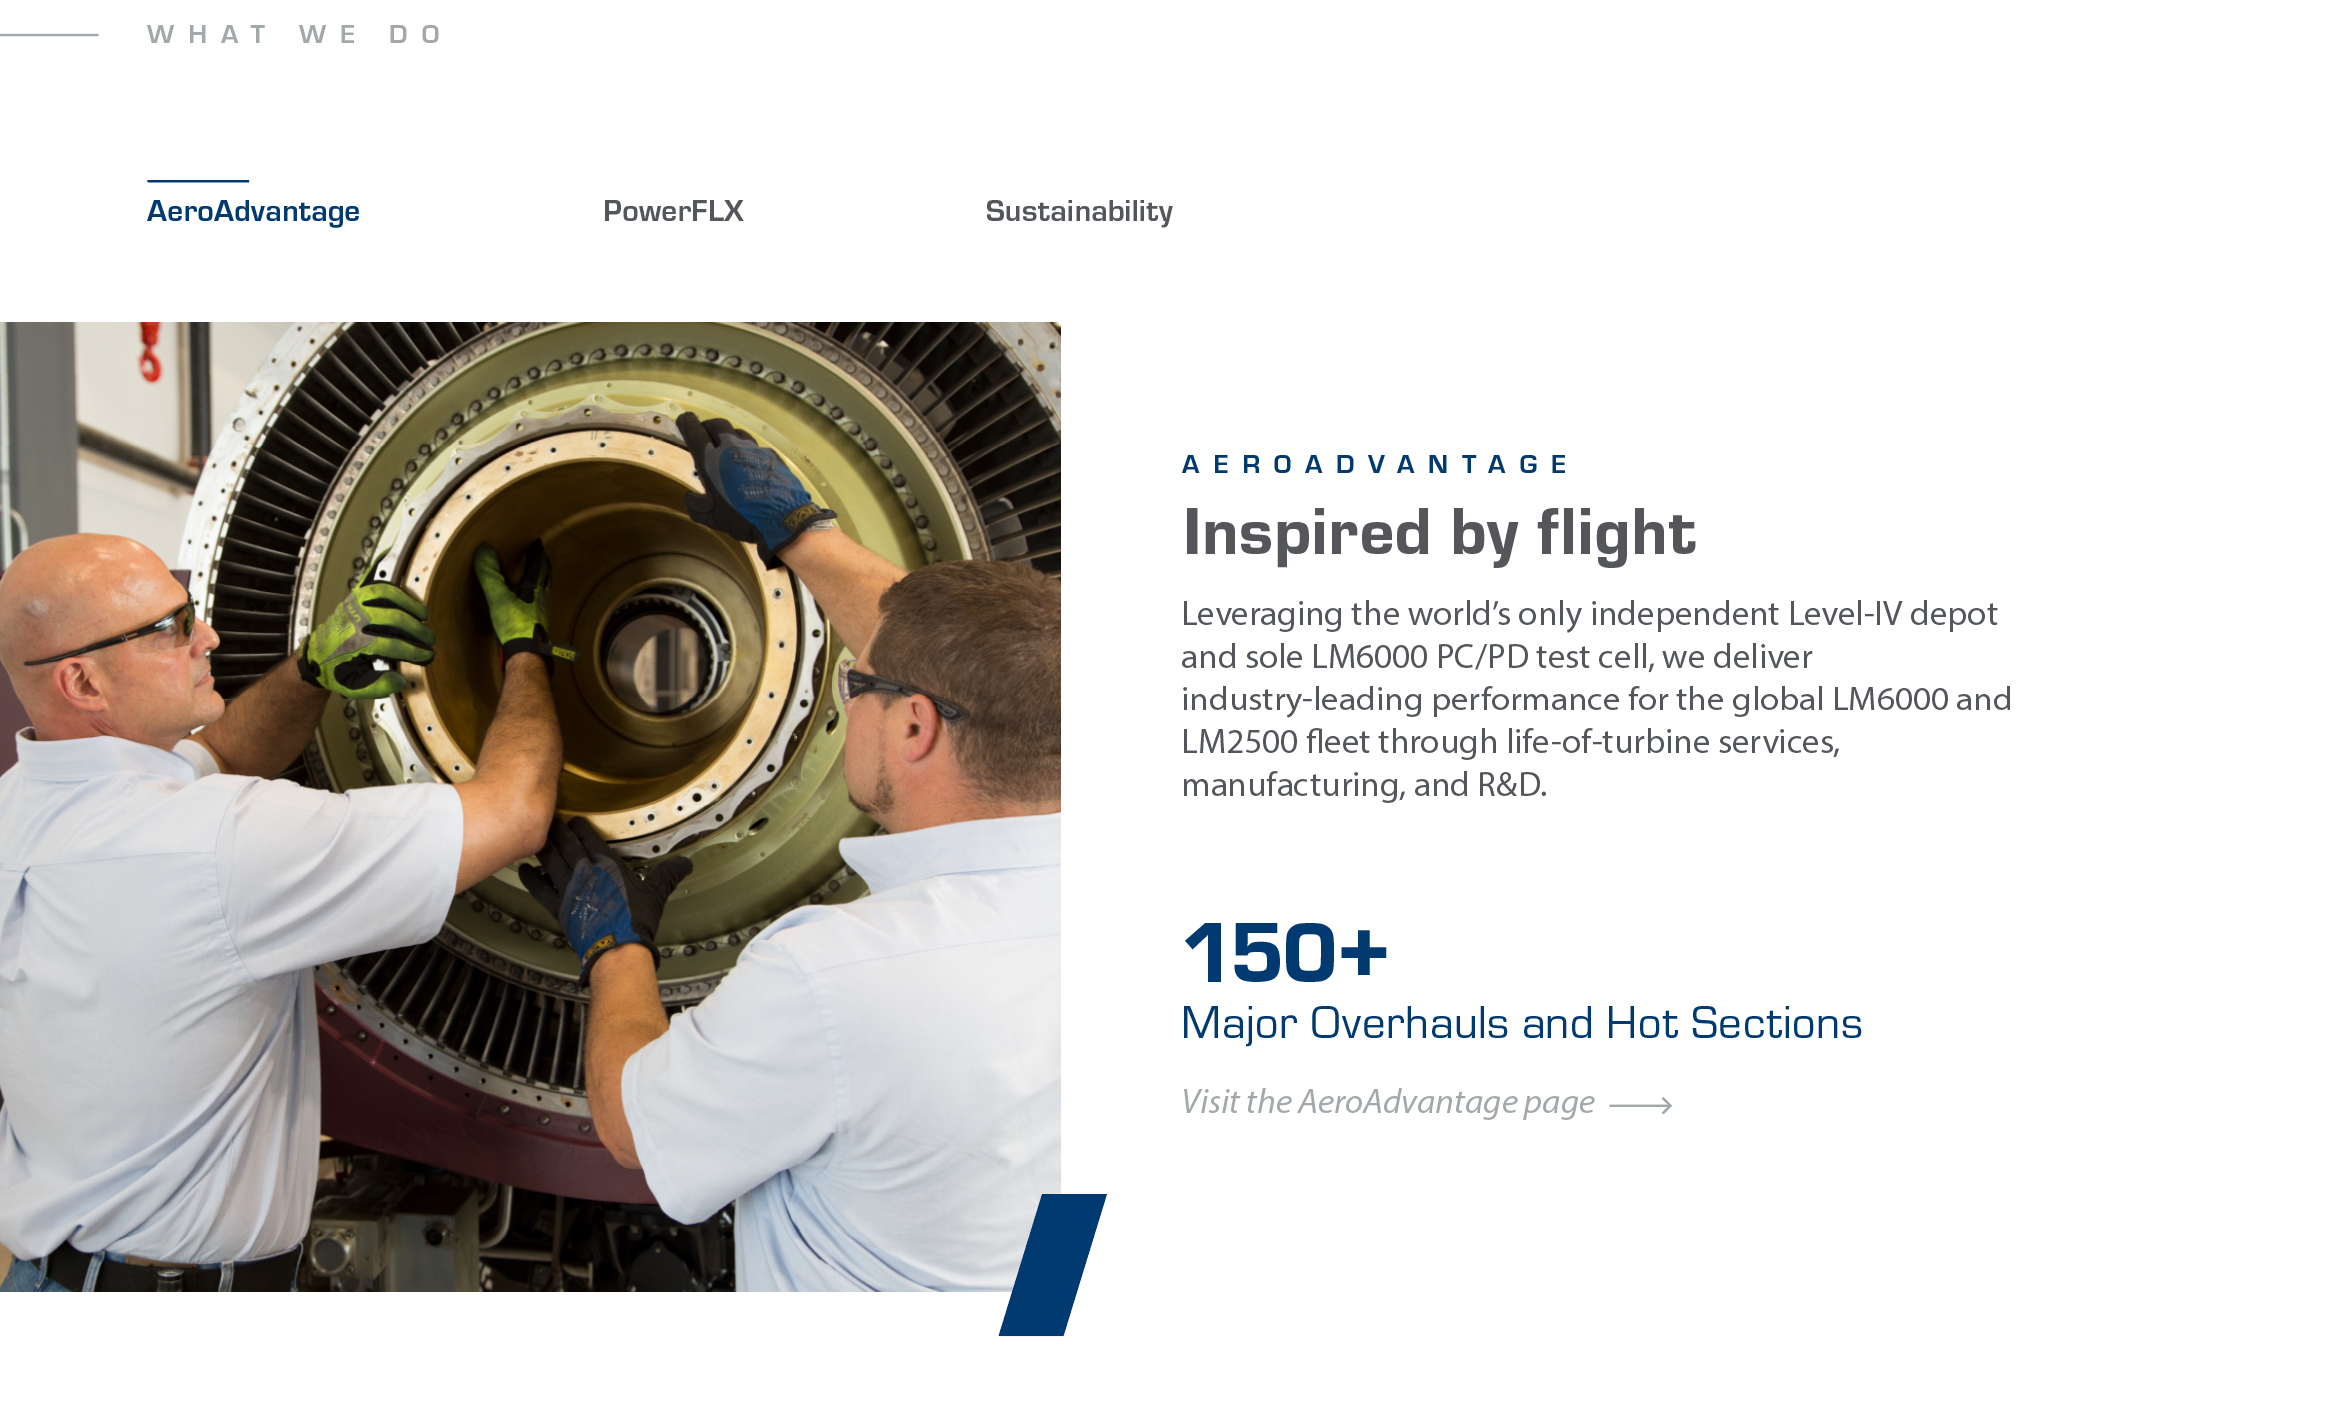 WHAT WE DO
AeroAdvantage
PowerFLX
Sustainability
AEROADVANTAGE
Inspired by flight
Leveraging the world’s only independent Level-IV depot
and sole LM6000 PC/PD test cell, we deliver
industry-leading performance for the global LM6000 and
LM2500 fleet through life-of-turbine services,
manufacturing, and R&D.
150+
Major Overhauls and Hot Sections
Visit the AeroAdvantage page